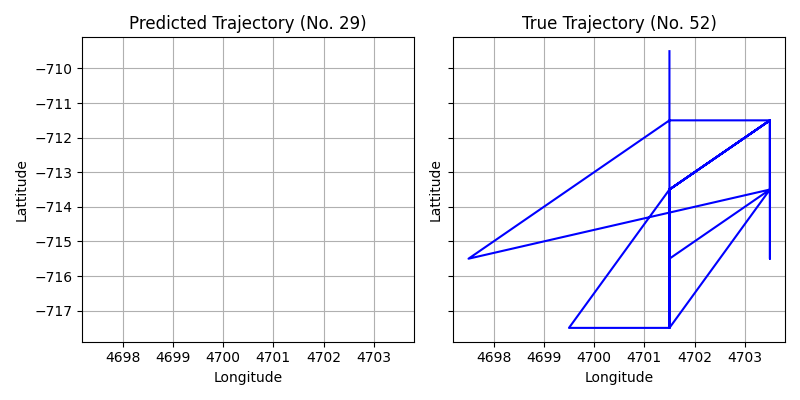 Predicted Trajectory (No. 29)
True Trajectory (No. 52)
−710
−711
−712
−713
−714
−715
−716
−717
Lattitude
Lattitude
4698 4699 4700 4701 4702 4703
4698 4699 4700 4701 4702 4703
Longitude
Longitude